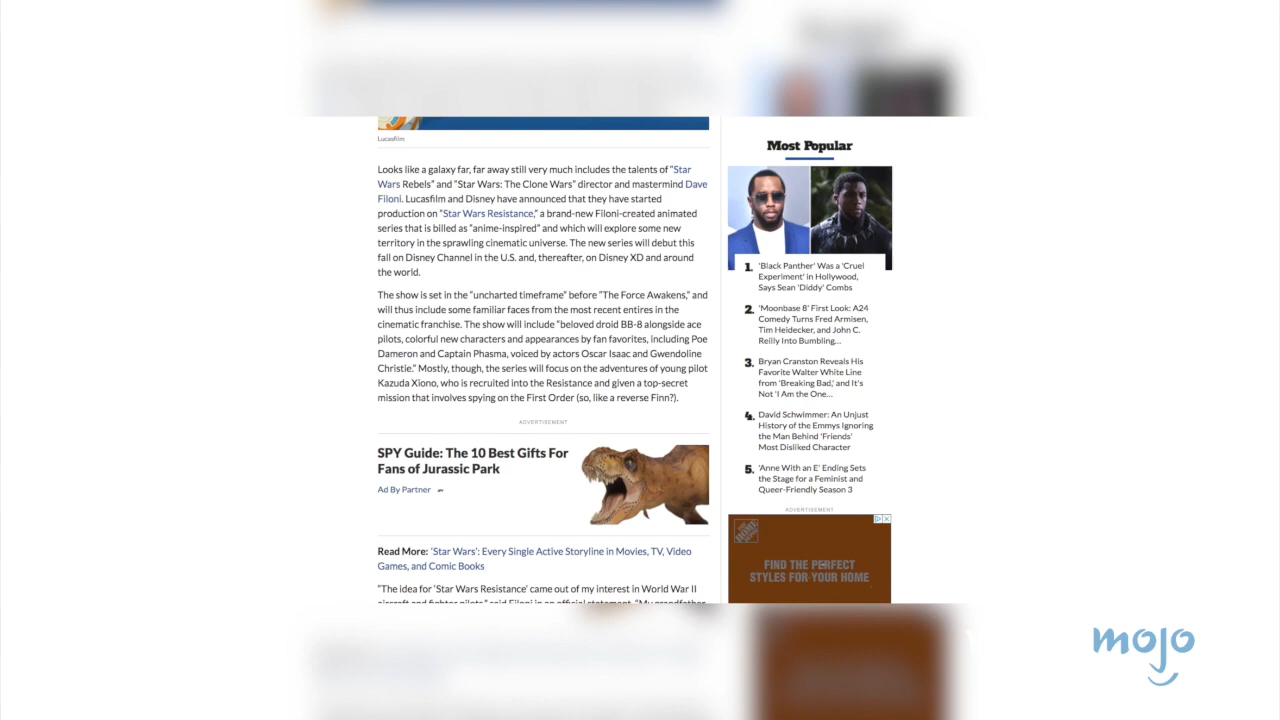 Lucasfilm
Looks like a galaxy far, far away still very much includes the talents of “Star
Wars Rebels” and “Star Wars: The Clone Wars” director and mastermind Dave
Filoni. Lucasfilm and Disney have announced that they have started
production on “Star Wars Resistance,” a brand-new Filoni-created animated
series that is billed as “anime-inspired” and which will explore some new
territory in the sprawling cinematic universe. The new series will debut this
fall on Disney Channel in the U.S. and, thereafter, on Disney XD and around
the world.
The show is set in the “uncharted timeframe” before “The Force Awakens,” and
will thus include some familiar faces from the most recent entires in the
cinematic franchise. The show will include “beloved droid BB-8 alongside ace
pilots, colorful new characters and appearances by fan favorites, including Poe
Dameron and Captain Phasma, voiced by actors Oscar Isaac and Gwendoline
Christie.” Mostly, though, the series will focus on the adventures of young pilot
Kazuda Xiono, who is recruited into the Resistance and given a top-secret
mission that involves spying on the First Order (so, like a reverse Finn?).
ADVERTISEMENT
SPY Guide: The 10 Best Gifts For
Fans of Jurassic Park
Ad By Partner
Read More: ‘Star Wars’: Every Single Active Storyline in Movies, TV, Video
Games, and Comic Books
“The idea for ‘Star Wars Resistance’ came out of my interest in World War II
aircraft and fighter pilots,” said Filoni in an official statement. “My grandfather
Most Popular
1. ‘Black Panther’ Was a ‘Cruel
Experiment’ in Hollywood,
Says Sean ‘Diddy’ Combs
2. ‘Moonbase 8’ First Look: A24
Comedy Turns Fred Armisen,
Tim Heidecker, and John C.
Reilly Into Bumbling...
3. Bryan Cranston Reveals His
Favorite Walter White Line
from ‘Breaking Bad,’ and It’s
Not ‘I Am the One...
4. David Schwimmer: An Unjust
History of the Emmys Ignoring
the Man Behind ‘Friends’
Most Disliked Character
5. ‘Anne With an E’ Ending Sets
the Stage for a Feminist and
Queer-Friendly Season 3
ADVERTISEMENT
THE HOME DEPOT
FIND THE PERFECT
STYLES FOR YOUR HOME
mojo